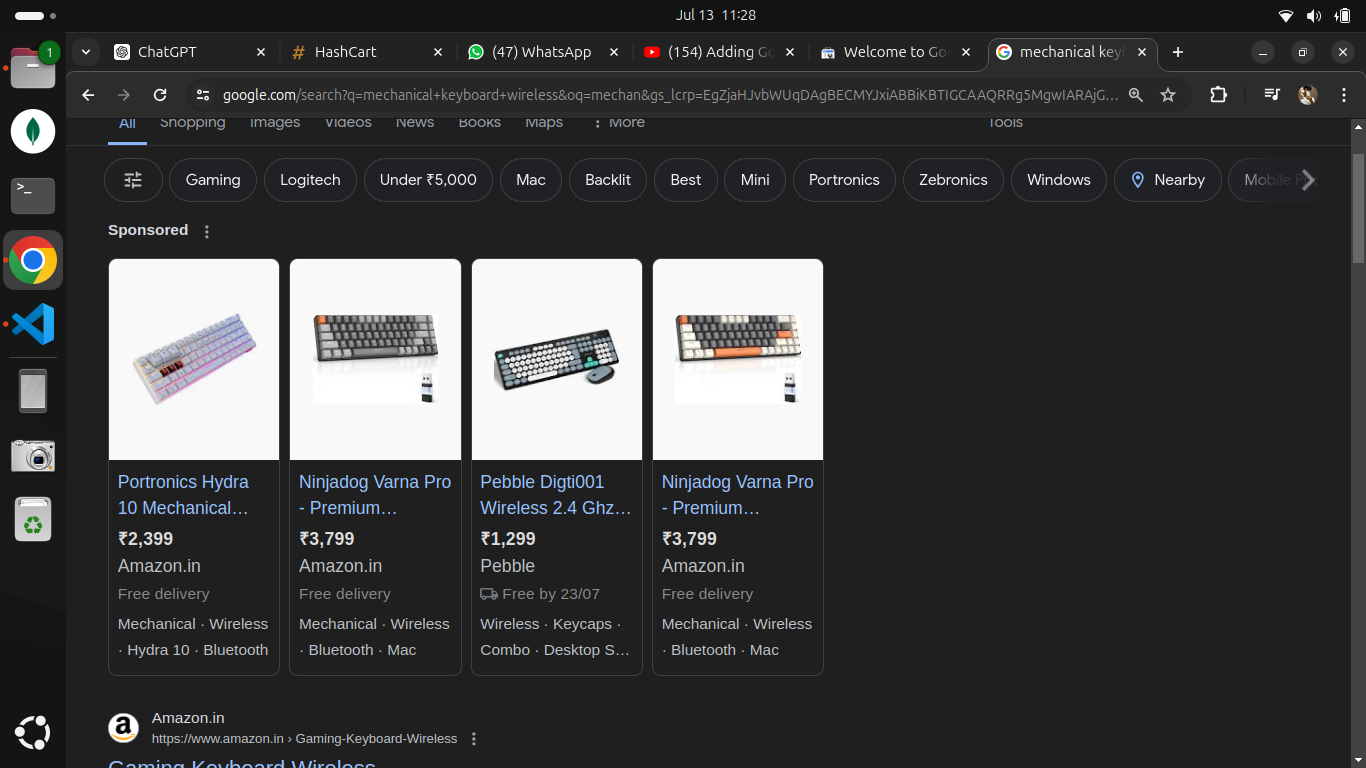 Jul 13 11:28
1
ChatGPT
HashCart
(47) WhatsApp
(154) Adding Go
Welcome to Go
mechanical key
google.com/search?q=mechanical+keyboard+wireless&oq=mechan&gs_lcrp=EgZjaHJvbWUqDAgBECMYJxiABBiKBTIGCAAQRRg5MgwIARAjG...
All Shopping Images Videos News Books Maps More Tools
Gaming Logitech Under ₹5,000 Mac Backlit Best Mini Portronics Zebronics Windows Nearby Mobile
Sponsored
Portronics Hydra
10 Mechanical…
₹2,399
Amazon.in
Free delivery
Mechanical · Wireless
· Hydra 10 · Bluetooth
Ninjadog Varna Pro
- Premium…
₹3,799
Amazon.in
Free delivery
Mechanical · Wireless
· Bluetooth · Mac
Pebble Digti001
Wireless 2.4 Ghz…
₹1,299
Pebble
Free by 23/07
Wireless · Keycaps ·
Combo · Desktop S…
Ninjadog Varna Pro
- Premium…
₹3,799
Amazon.in
Free delivery
Mechanical · Wireless
· Bluetooth · Mac
Amazon.in
https://www.amazon.in › Gaming-Keyboard-Wireless
Gaming Keyboard Wireless